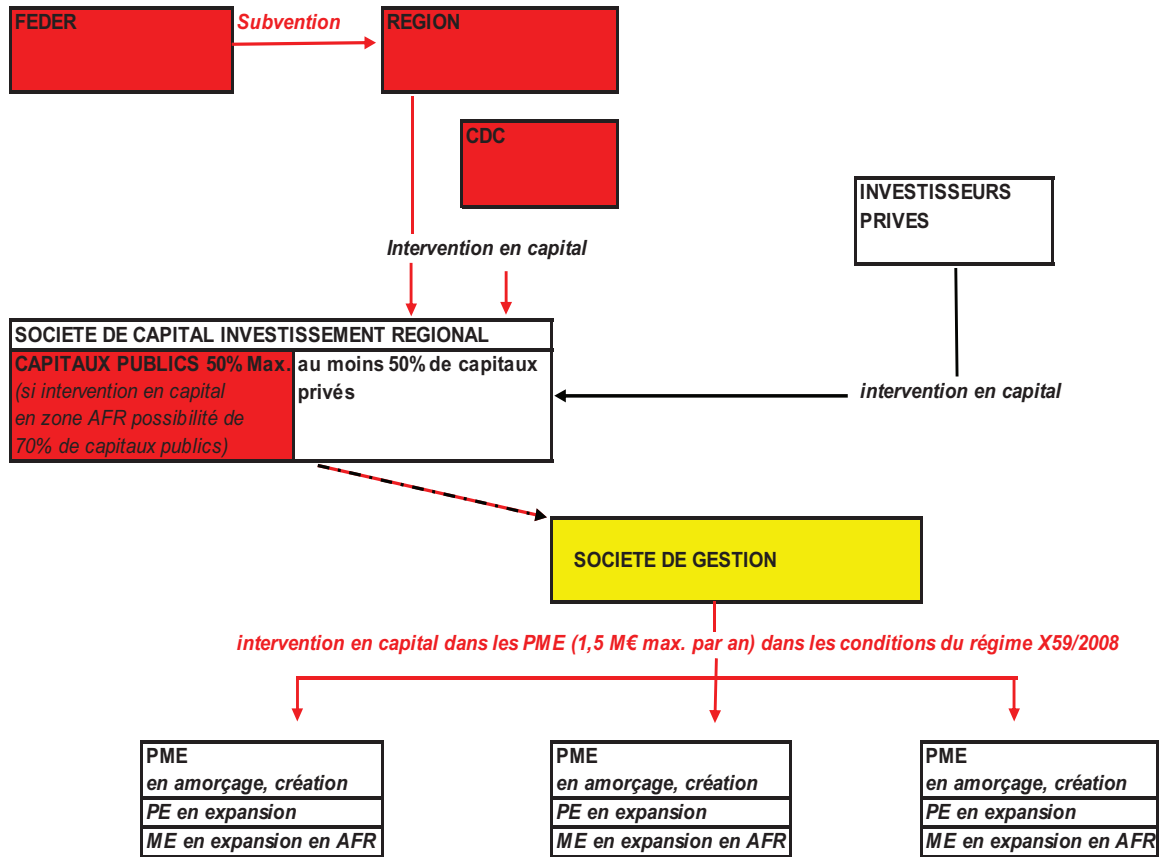 FEDER
Subvention
REGION
CDC
INVESTISSEURS
PRIVES
Intervention en capital
SOCIETE DE CAPITAL INVESTISSEMENT REGIONAL
CAPITAUX PUBLICS 50% Max.
(si intervention en capital
en zone AFR possibilité de
70% de capitaux publics)
au moins 50% de capitaux
privés
intervention en capital
SOCIETE DE GESTION
intervention en capital dans les PME (1,5 M€ max. par an) dans les conditions du régime X59/2008
PME
en amorçage, création
PE en expansion
ME en expansion en AFR
PME
en amorçage, création
PE en expansion
ME en expansion en AFR
PME
en amorçage, création
PE en expansion
ME en expansion en AFR